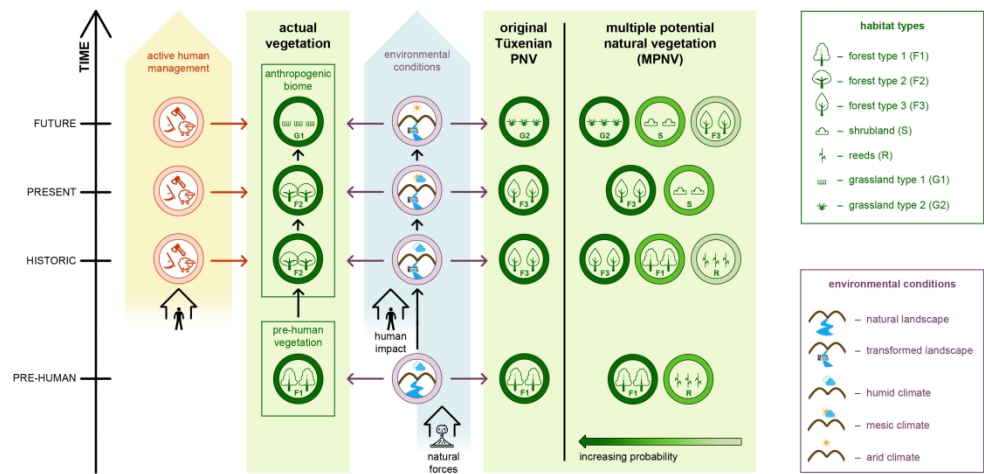 TIME
FUTURE
PRESENT
HISTORIC
PRE-HUMAN
active human
management
actual
vegetation
anthropogenic
biome
G1
F2
F2
pre-human
vegetation
F1
environmental
conditions
human
impact
natural
forces
original
Tüxenian
PNV
G2
F3
F3
F1
multiple potential
natural vegetation
(MPNV)
G2
S
F3
F3
S
F3
F1
R
F1
R
increasing probability
habitat types
– forest type 1 (F1)
– forest type 2 (F2)
– forest type 3 (F3)
– shrubland (S)
– reeds (R)
– grassland type 1 (G1)
– grassland type 2 (G2)
environmental conditions
– natural landscape
– transformed landscape
– humid climate
– mesic climate
– arid climate